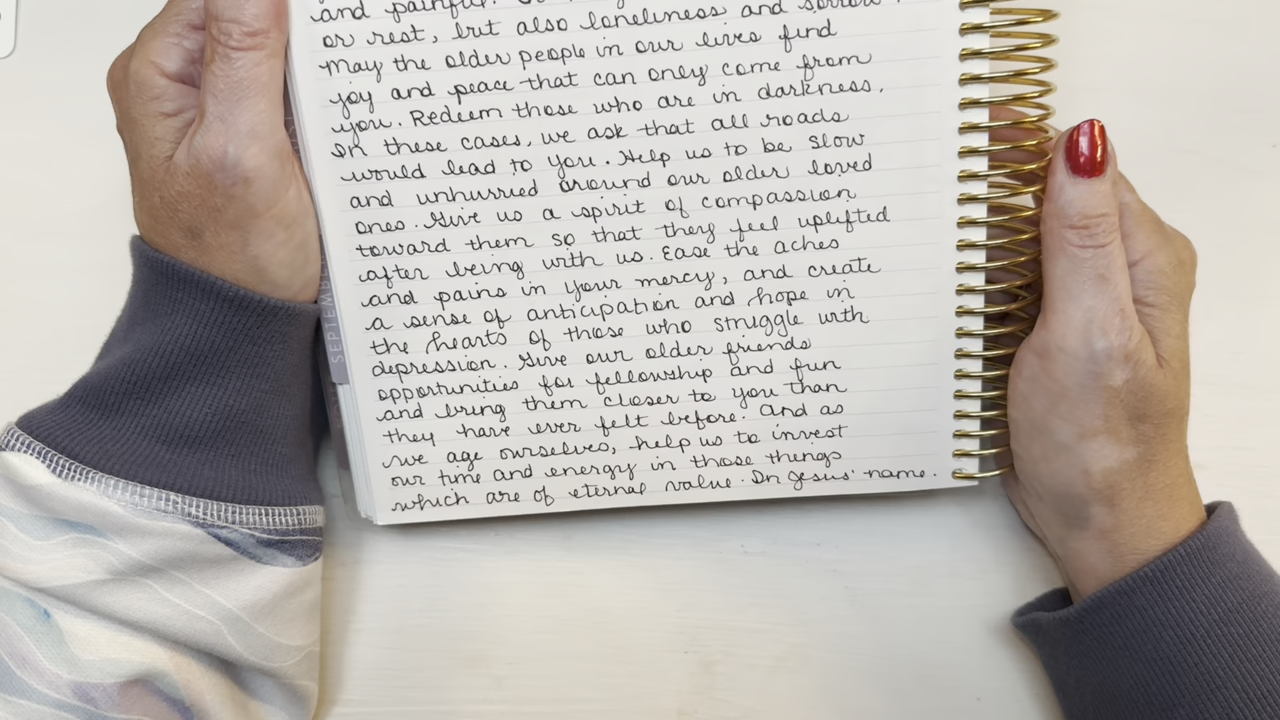 and painful.
or rest, but also loneliness and sorrow.
May the older people in our lives find
joy and peace that can only come from
you. Redeem those who are in darkness.
In these cases, we ask that all roads
would lead to you. Help us to be slow
and unhurried around our older loved
ones. Give us a spirit of compassion
toward them so that they feel uplifted
after being with us. Ease the aches
and pains in your mercy, and create
a sense of anticipation and hope in
the hearts of those who struggle with
depression. Give our older friends
opportunities for fellowship and fun
and bring them closer to you than
they have ever felt before. And as
we age ourselves, help us to invest
our time and energy in those things
which are of eternal value. In Jesus' name.
SEPTEMBER